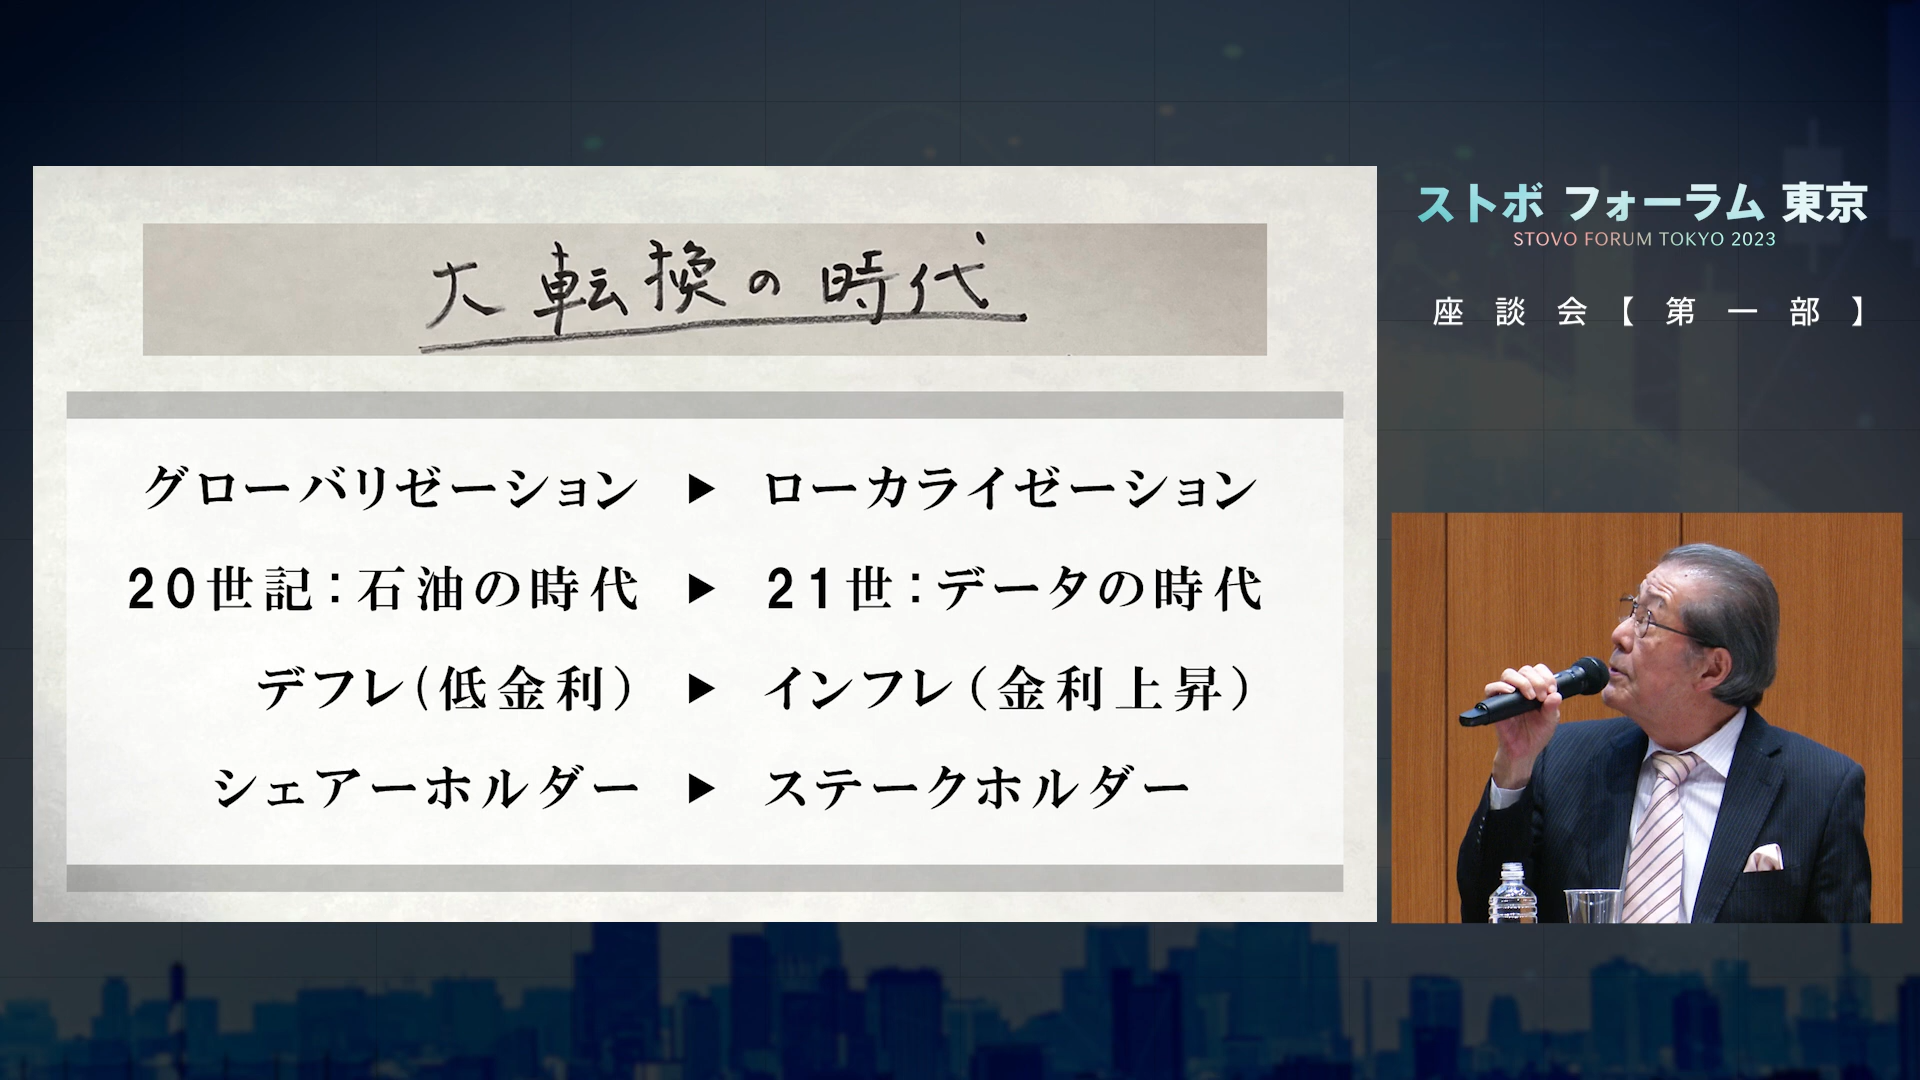 大転換の時代
グローバリゼーション ▶ ローカライゼーション
20世記:石油の時代 ▶ 21世:データの時代
デフレ(低金利) ▶ インフレ(金利上昇)
シェアーホルダー ▶ ステークホルダー
ストボ フォーラム 東京
STOVO FORUM TOKYO 2023
座談会【第一部】